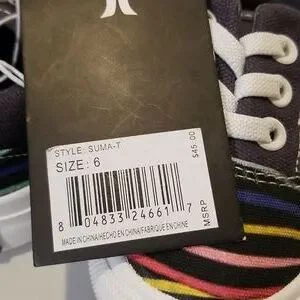 STYLE: SUMA-T
SIZE: 6
$45.00
8 04833 24661 7
MSRP
MADE IN CHINA/HECHO EN CHINA/FABRIQUE EN CHINE